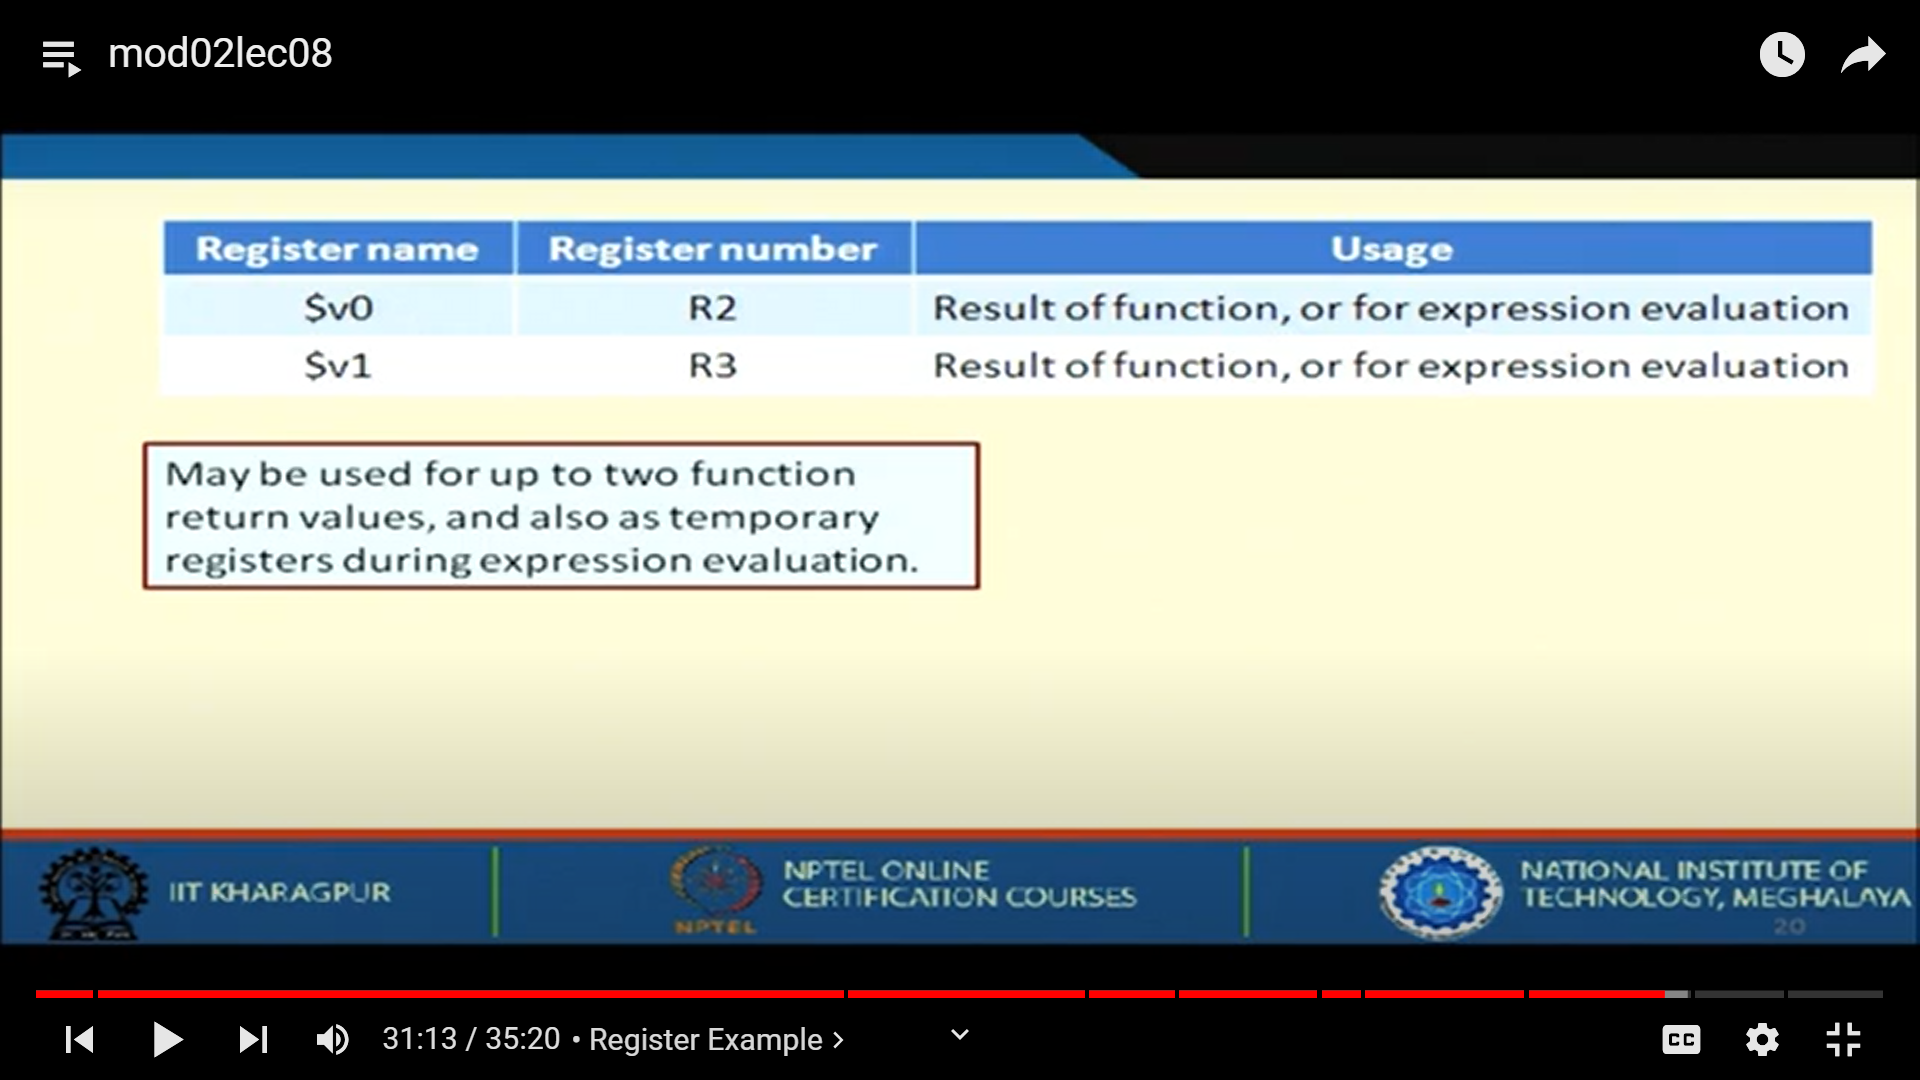 mod02lec08
Register name Register number Usage
$v0 R2 Result of function, or for expression evaluation
$v1 R3 Result of function, or for expression evaluation
May be used for up to two function
return values, and also as temporary
registers during expression evaluation.
IIT KHARAGPUR
NPTEL
NPTEL ONLINE
CERTIFICATION COURSES
NATIONAL INSTITUTE OF
TECHNOLOGY, MEGHALAYA
20
31:13 / 35:20 • Register Example
CC